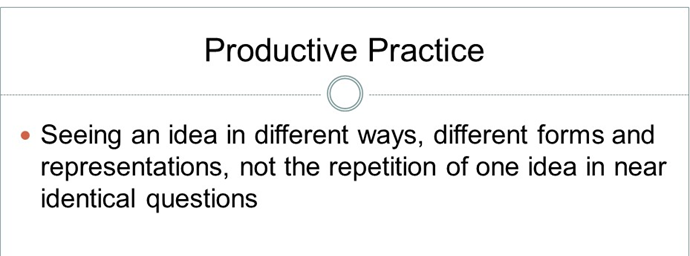 Productive Practice
• Seeing an idea in different ways, different forms and
representations, not the repetition of one idea in near
identical questions